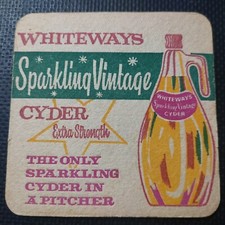 WHITEWAYS
Sparkling Vintage
CYDER
Extra Strength
THE ONLY
SPARKLING
CYDER IN
A PITCHER
WHITEWAYS
Sparkling Vintage
CYDER